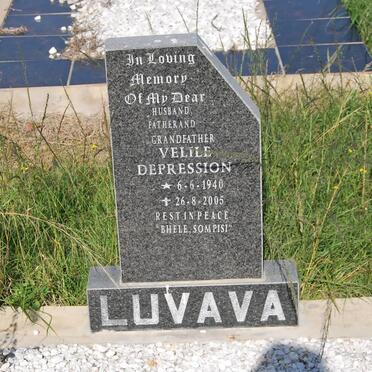 In Loving
Memory
Of My Dear
HUSBAND
FATHER AND
GRANDFATHER
VELILE
DEPRESSION
★ 6-6-1940
✝ 26-8-2005
REST IN PEACE
"BHELE, SOMPISI"
LUVAVA